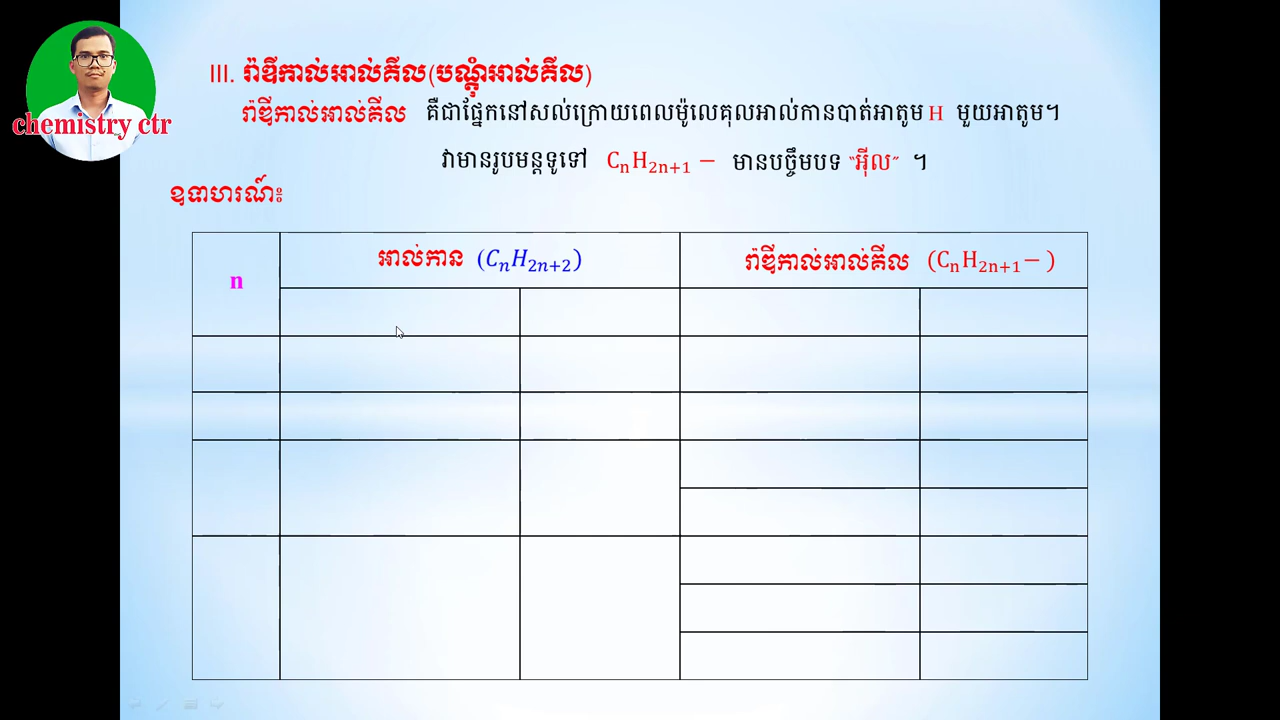 chemistry ctr
III. រ៉ាឌីកាល់អាល់គីល(បណ្តុំអាល់គីល)
រ៉ាឌីកាល់អាល់គីល គឺជាផ្នែកនៅសល់ក្រោយពេលម៉ូលេគុលអាល់កានបាត់អាតូម H មួយអាតូម។
វាមានរូបមន្តទូទៅ CₙH₂ₙ₊₁ − មានបច្ចឹមបទ “អ៊ីល” ។
ឧទាហរណ៍ៈ
n
អាល់កាន (CₙH₂ₙ₊₂)
រ៉ាឌីកាល់អាល់គីល (CₙH₂ₙ₊₁− )